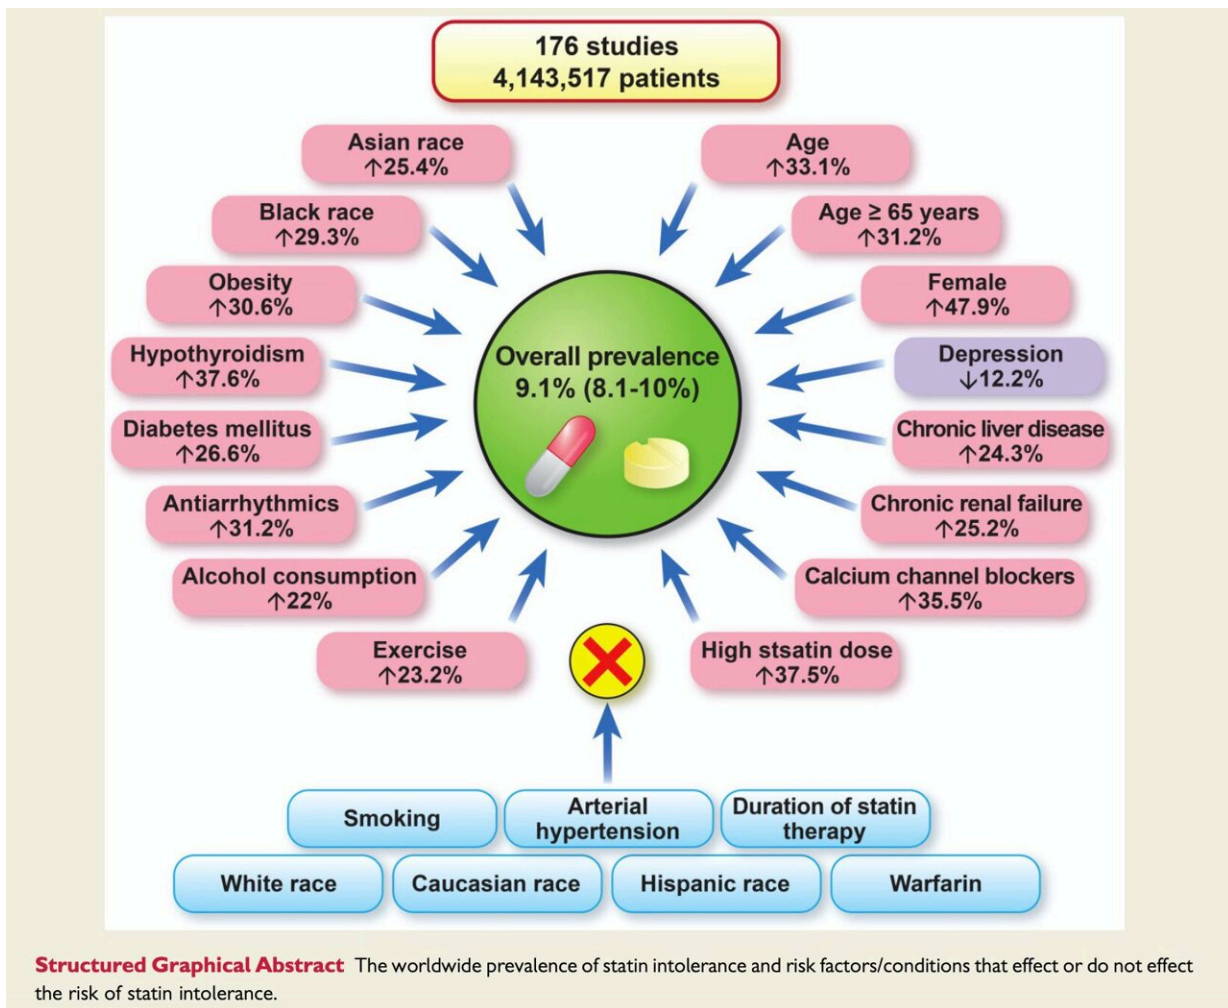 176 studies
4,143,517 patients
Asian race
↑25.4%
Age
↑33.1%
Black race
↑29.3%
Age ≥ 65 years
↑31.2%
Obesity
↑30.6%
Female
↑47.9%
Hypothyroidism
↑37.6%
Overall prevalence
9.1% (8.1-10%)
Depression
↓12.2%
Diabetes mellitus
↑26.6%
Chronic liver disease
↑24.3%
Antiarrhythmics
↑31.2%
Chronic renal failure
↑25.2%
Alcohol consumption
↑22%
Calcium channel blockers
↑35.5%
Exercise
↑23.2%
High stsatin dose
↑37.5%
Smoking
Arterial
hypertension
Duration of statin
therapy
White race
Caucasian race
Hispanic race
Warfarin
Structured Graphical Abstract The worldwide prevalence of statin intolerance and risk factors/conditions that effect or do not effect
the risk of statin intolerance.